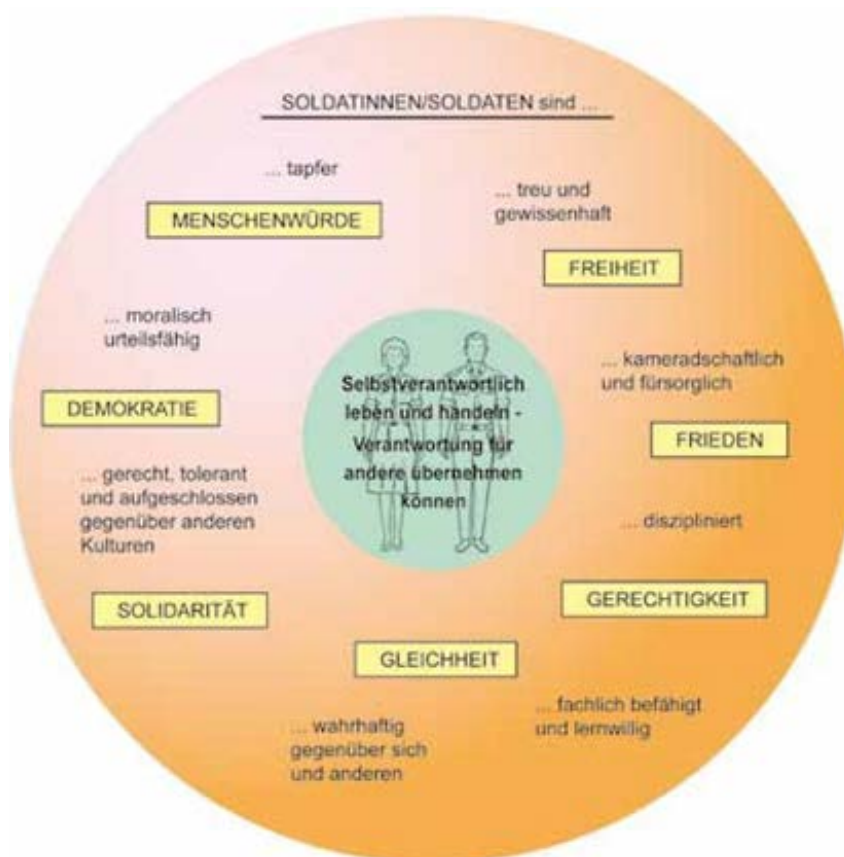 SOLDATINNEN/SOLDATEN sind ...
... tapfer
MENSCHENWÜRDE
... treu und
gewissenhaft
FREIHEIT
... moralisch
urteilsfähig
DEMOKRATIE
Selbstverantwortlich
leben und handeln -
Verantwortung für
andere übernehmen
können
... kameradschaftlich
und fürsorglich
FRIEDEN
... gerecht, tolerant
und aufgeschlossen
gegenüber anderen
Kulturen
... diszipliniert
SOLIDARITÄT
GERECHTIGKEIT
GLEICHHEIT
... wahrhaftig
gegenüber sich
und anderen
... fachlich befähigt
und lernwillig